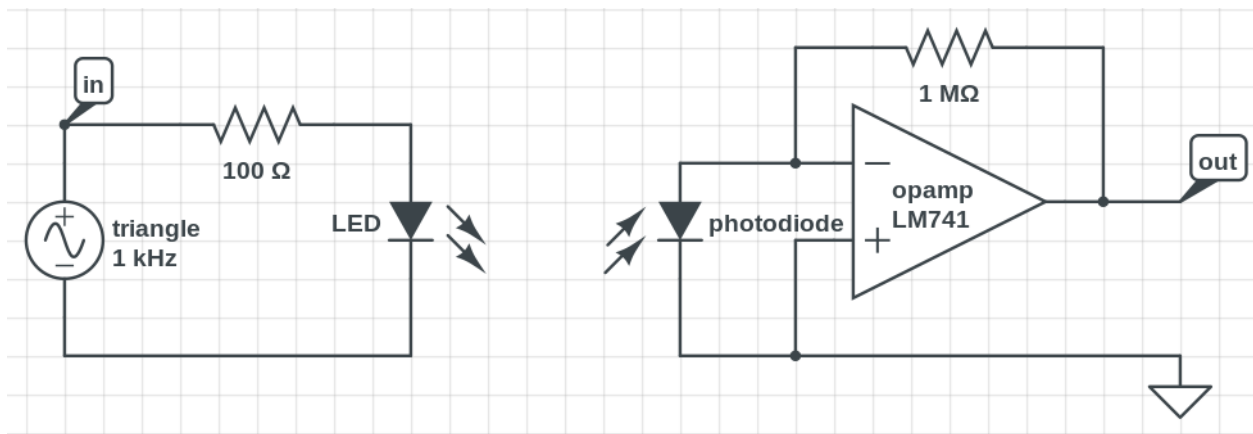 in
100 Ω
LED
triangle
1 kHz
1 MΩ
photodiode
opamp
LM741
out